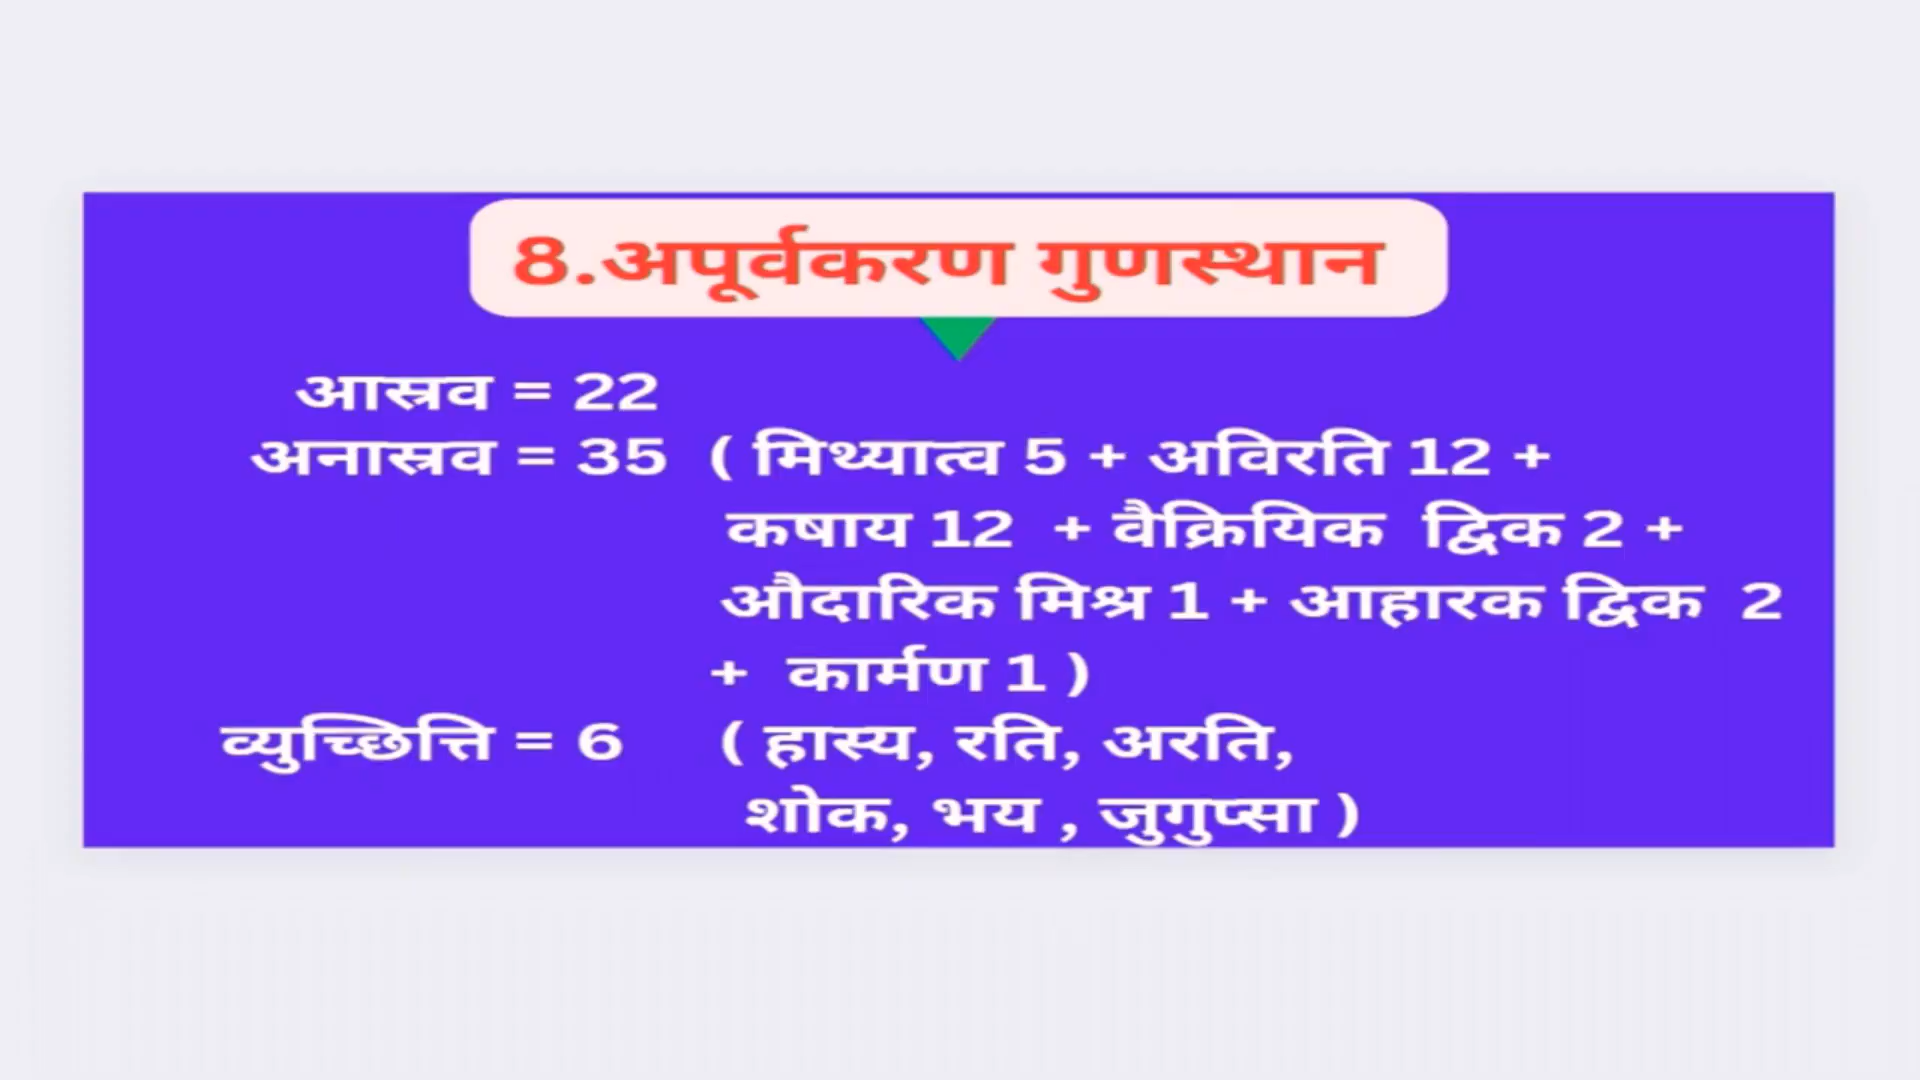 8.अपूर्वकरण गुणस्थान
आस्रव = 22
अनास्रव = 35 ( मिथ्यात्व 5 + अविरति 12 +
कषाय 12 + वैक्रियिक द्विक 2 +
औदारिक मिश्र 1 + आहारक द्विक 2
+ कार्मण 1 )
व्युच्छित्ति = 6 ( हास्य, रति, अरति,
शोक, भय , जुगुप्सा )